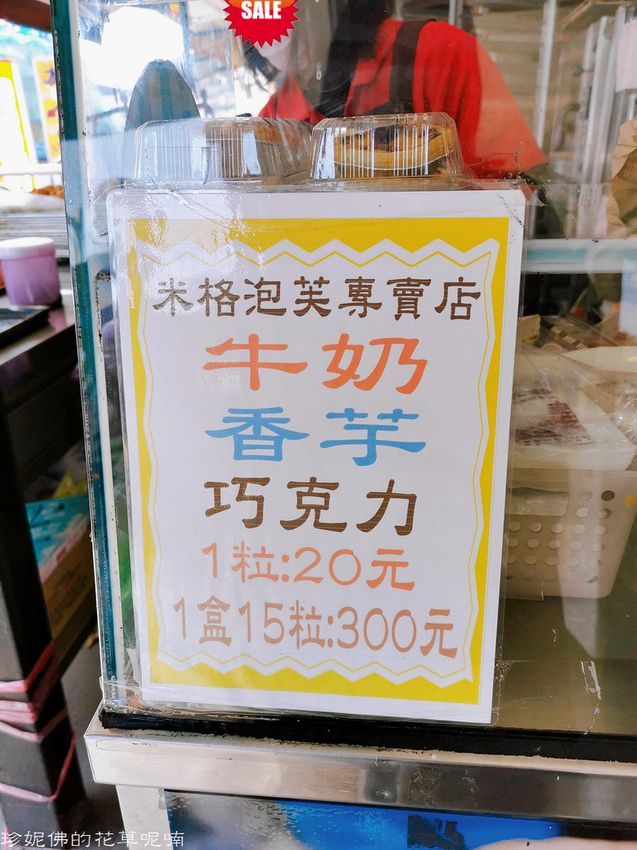 SALE
米格泡芙專賣店
牛奶
香芋
巧克力
1粒:20元
1盒15粒:300元
珍妮佛的花草呢喃